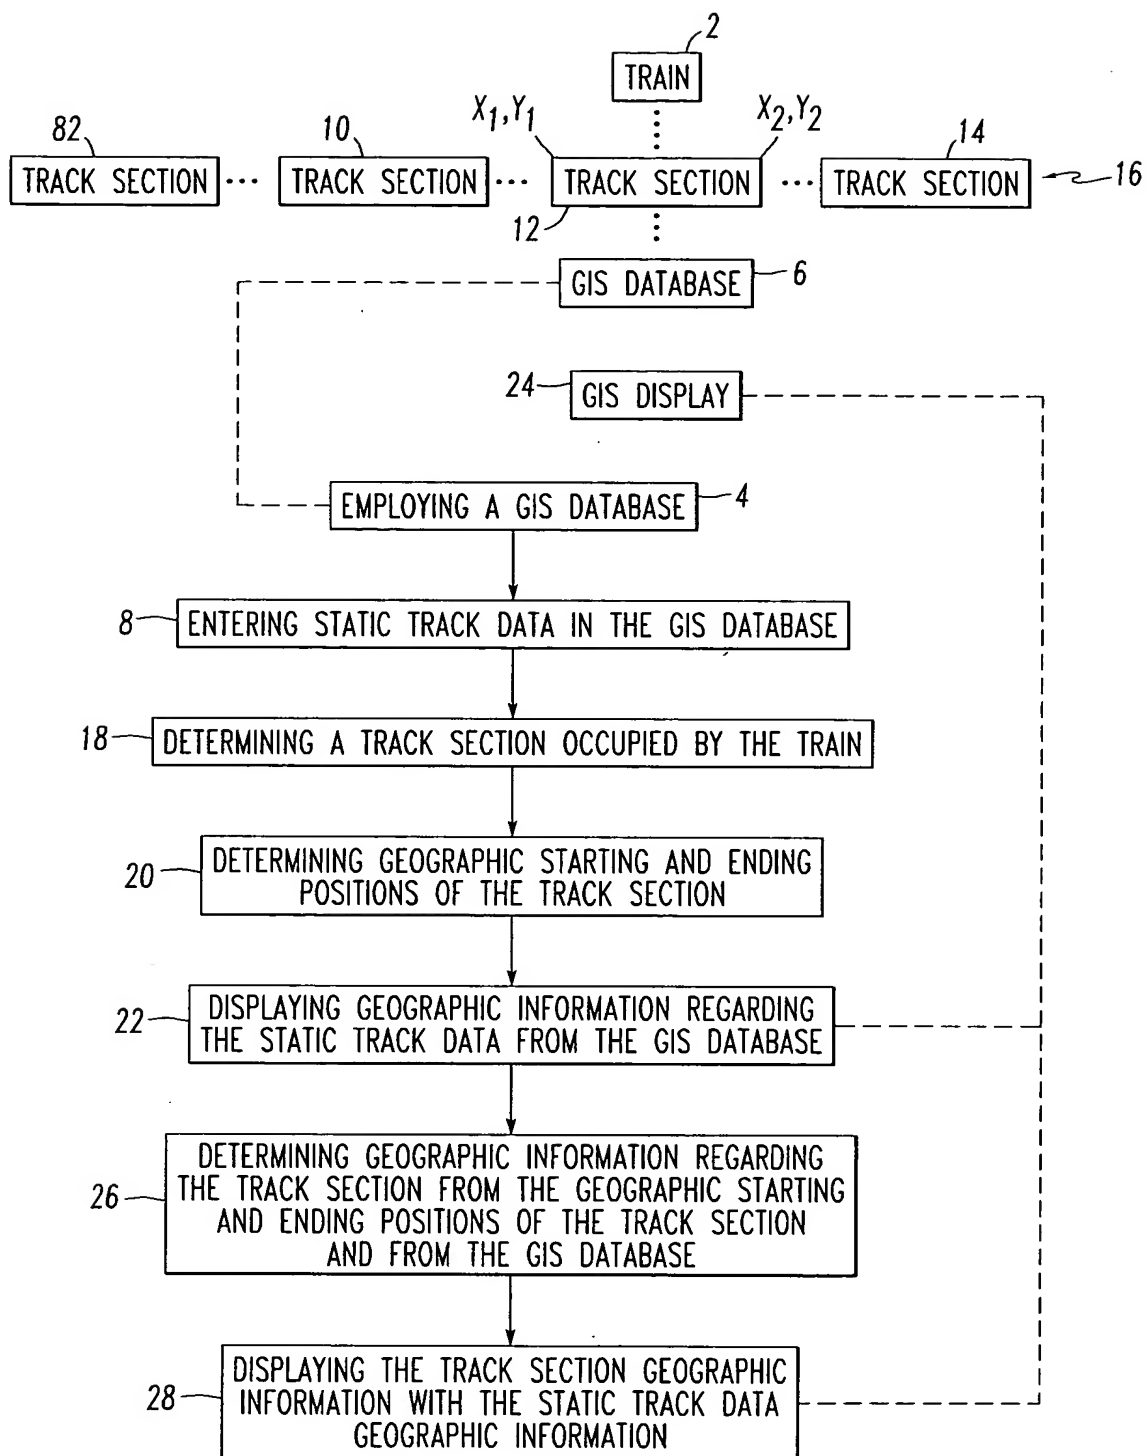 2
TRAIN
X1,Y1
X2,Y2
82
10
14
TRACK SECTION ... TRACK SECTION ... TRACK SECTION ... TRACK SECTION
16
12
GIS DATABASE
6
24
GIS DISPLAY
EMPLOYING A GIS DATABASE
4
8
ENTERING STATIC TRACK DATA IN THE GIS DATABASE
18
DETERMINING A TRACK SECTION OCCUPIED BY THE TRAIN
20
DETERMINING GEOGRAPHIC STARTING AND ENDING
POSITIONS OF THE TRACK SECTION
22
DISPLAYING GEOGRAPHIC INFORMATION REGARDING
THE STATIC TRACK DATA FROM THE GIS DATABASE
26
DETERMINING GEOGRAPHIC INFORMATION REGARDING
THE TRACK SECTION FROM THE GEOGRAPHIC STARTING
AND ENDING POSITIONS OF THE TRACK SECTION
AND FROM THE GIS DATABASE
28
DISPLAYING THE TRACK SECTION GEOGRAPHIC
INFORMATION WITH THE STATIC TRACK DATA
GEOGRAPHIC INFORMATION